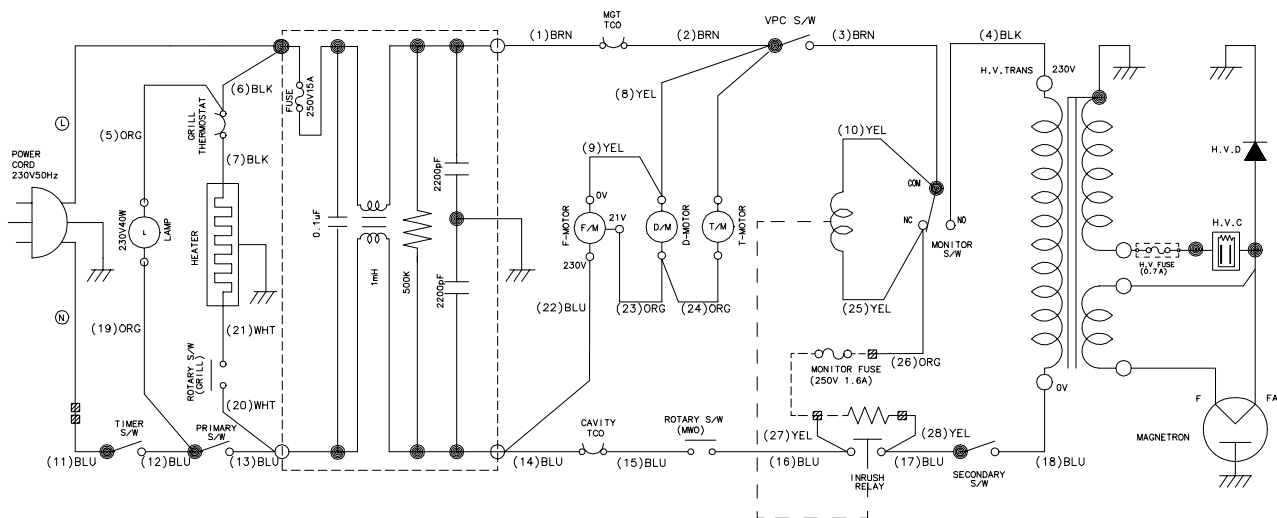 MGT
TCO
VPC S/W
(1)BRN
(2)BRN
(3)BRN
(4)BLK
H.V.TRANS
230V
L
(5)ORG
(6)BLK
FUSE
250V15A
(8)YEL
GRILL
THERMOSTAT
(7)BLK
(9)YEL
(10)YEL
POWER
CORD
230V50Hz
2200pF
0V
COM
H.V.D
230V40W
L
LAMP
HEATER
0.1uF
1mH
500K
F-MOTOR
F/M
21V
D/M
D-MOTOR
T/M
T-MOTOR
NC
NO
MONITOR
S/W
H.V.C
230V
2200pF
H.V FUSE
(0.7A)
N
(19)ORG
(21)WHT
(22)BLU
(23)ORG
(24)ORG
(25)YEL
ROTARY S/W
(GRILL)
(26)ORG
MONITOR FUSE
(250V 1.6A)
0V
(20)WHT
F
FA
TIMER
S/W
PRIMARY
S/W
CAVITY
TCO
ROTARY S/W
(MWO)
(27)YEL
(28)YEL
MAGNETRON
(11)BLU
(12)BLU
(13)BLU
(14)BLU
(15)BLU
(16)BLU
INRUSH
RELAY
(17)BLU
SECONDARY
S/W
(18)BLU